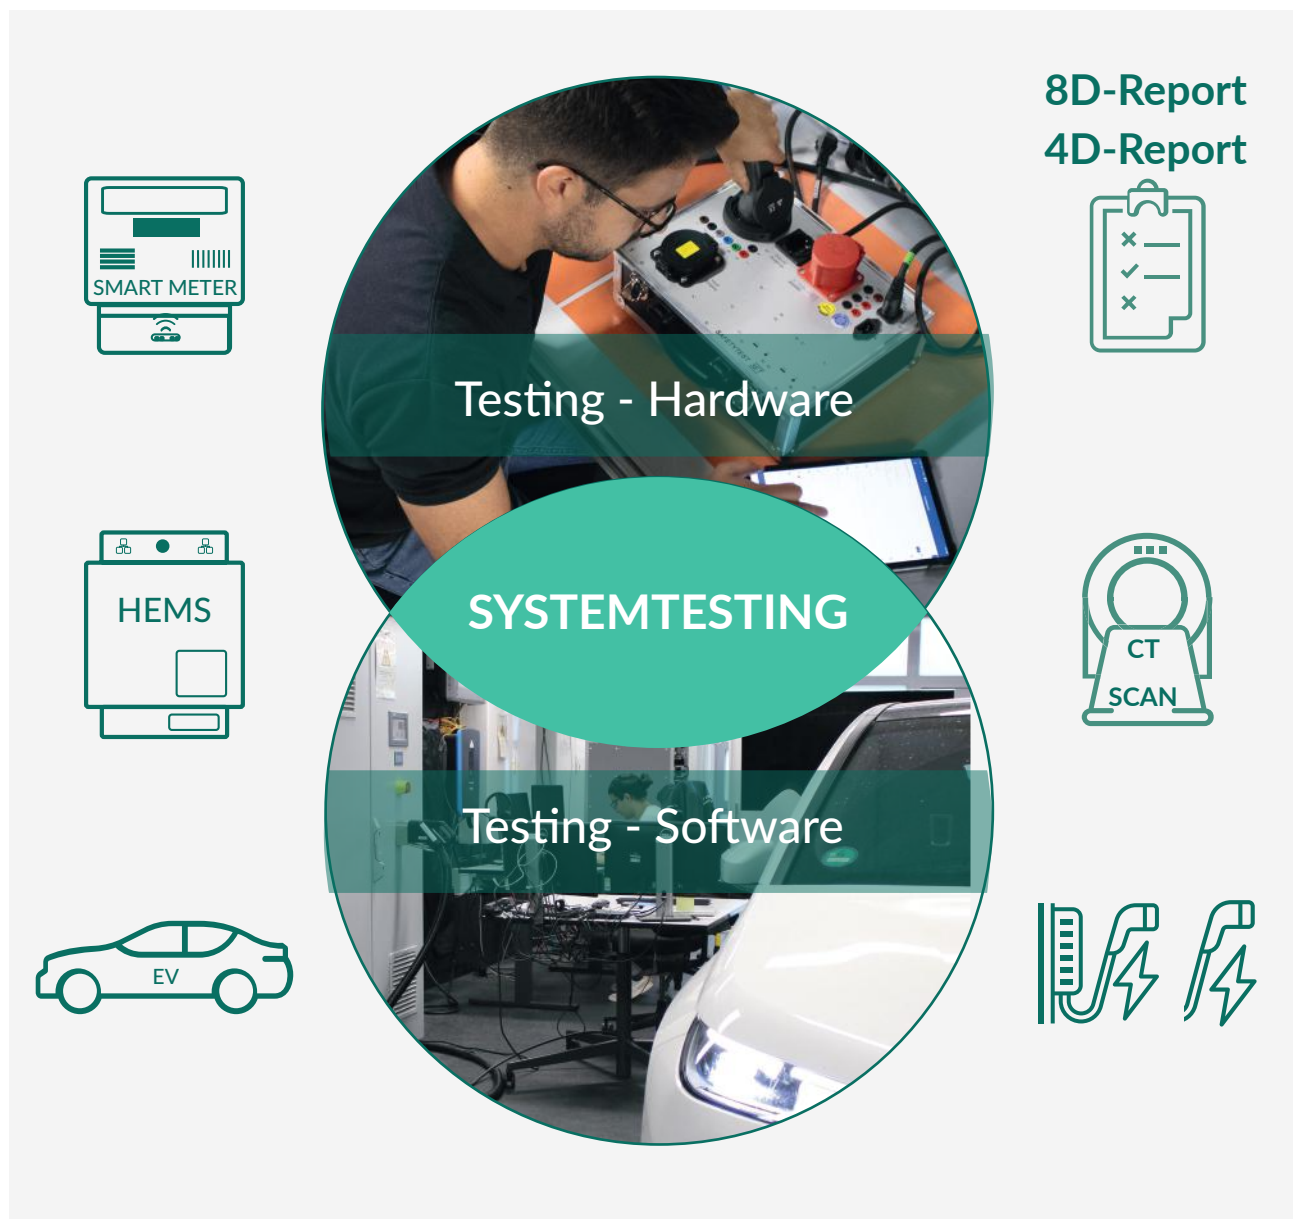 8D-Report
4D-Report
SMART METER
Testing - Hardware
HEMS
SYSTEMTESTING
CT
SCAN
Testing - Software
EV